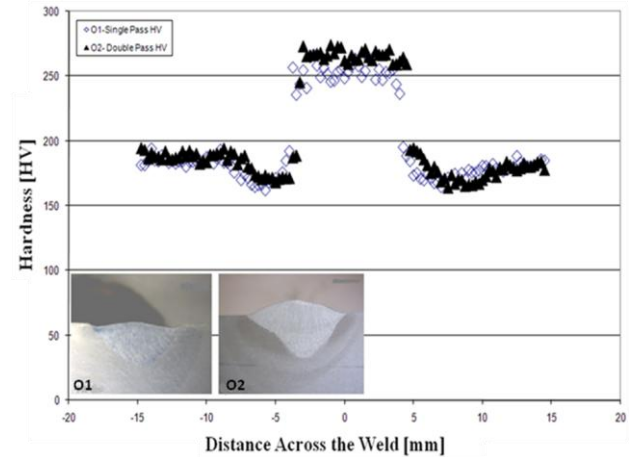 300
◇ O1-Single Pass HV
▲ O2- Double Pass HV
250
200
150
100
50
0
Hardness [HV]
O1
O2
-20 -15 -10 -5 0 5 10 15 20
Distance Across the Weld [mm]